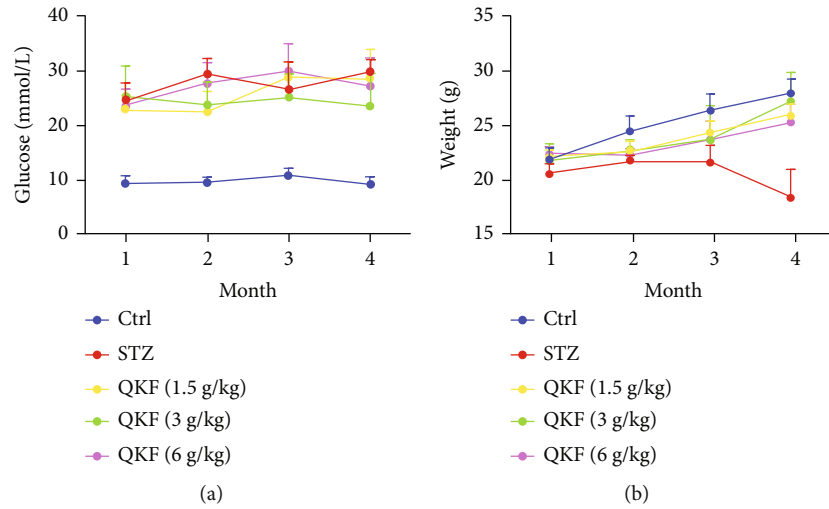 Glucose (mmol/L)
40
30
20
10
0
1 2 3 4
Month
Ctrl
STZ
QKF (1.5 g/kg)
QKF (3 g/kg)
QKF (6 g/kg)
(a)
Weight (g)
35
30
25
20
15
1 2 3 4
Month
Ctrl
STZ
QKF (1.5 g/kg)
QKF (3 g/kg)
QKF (6 g/kg)
(b)